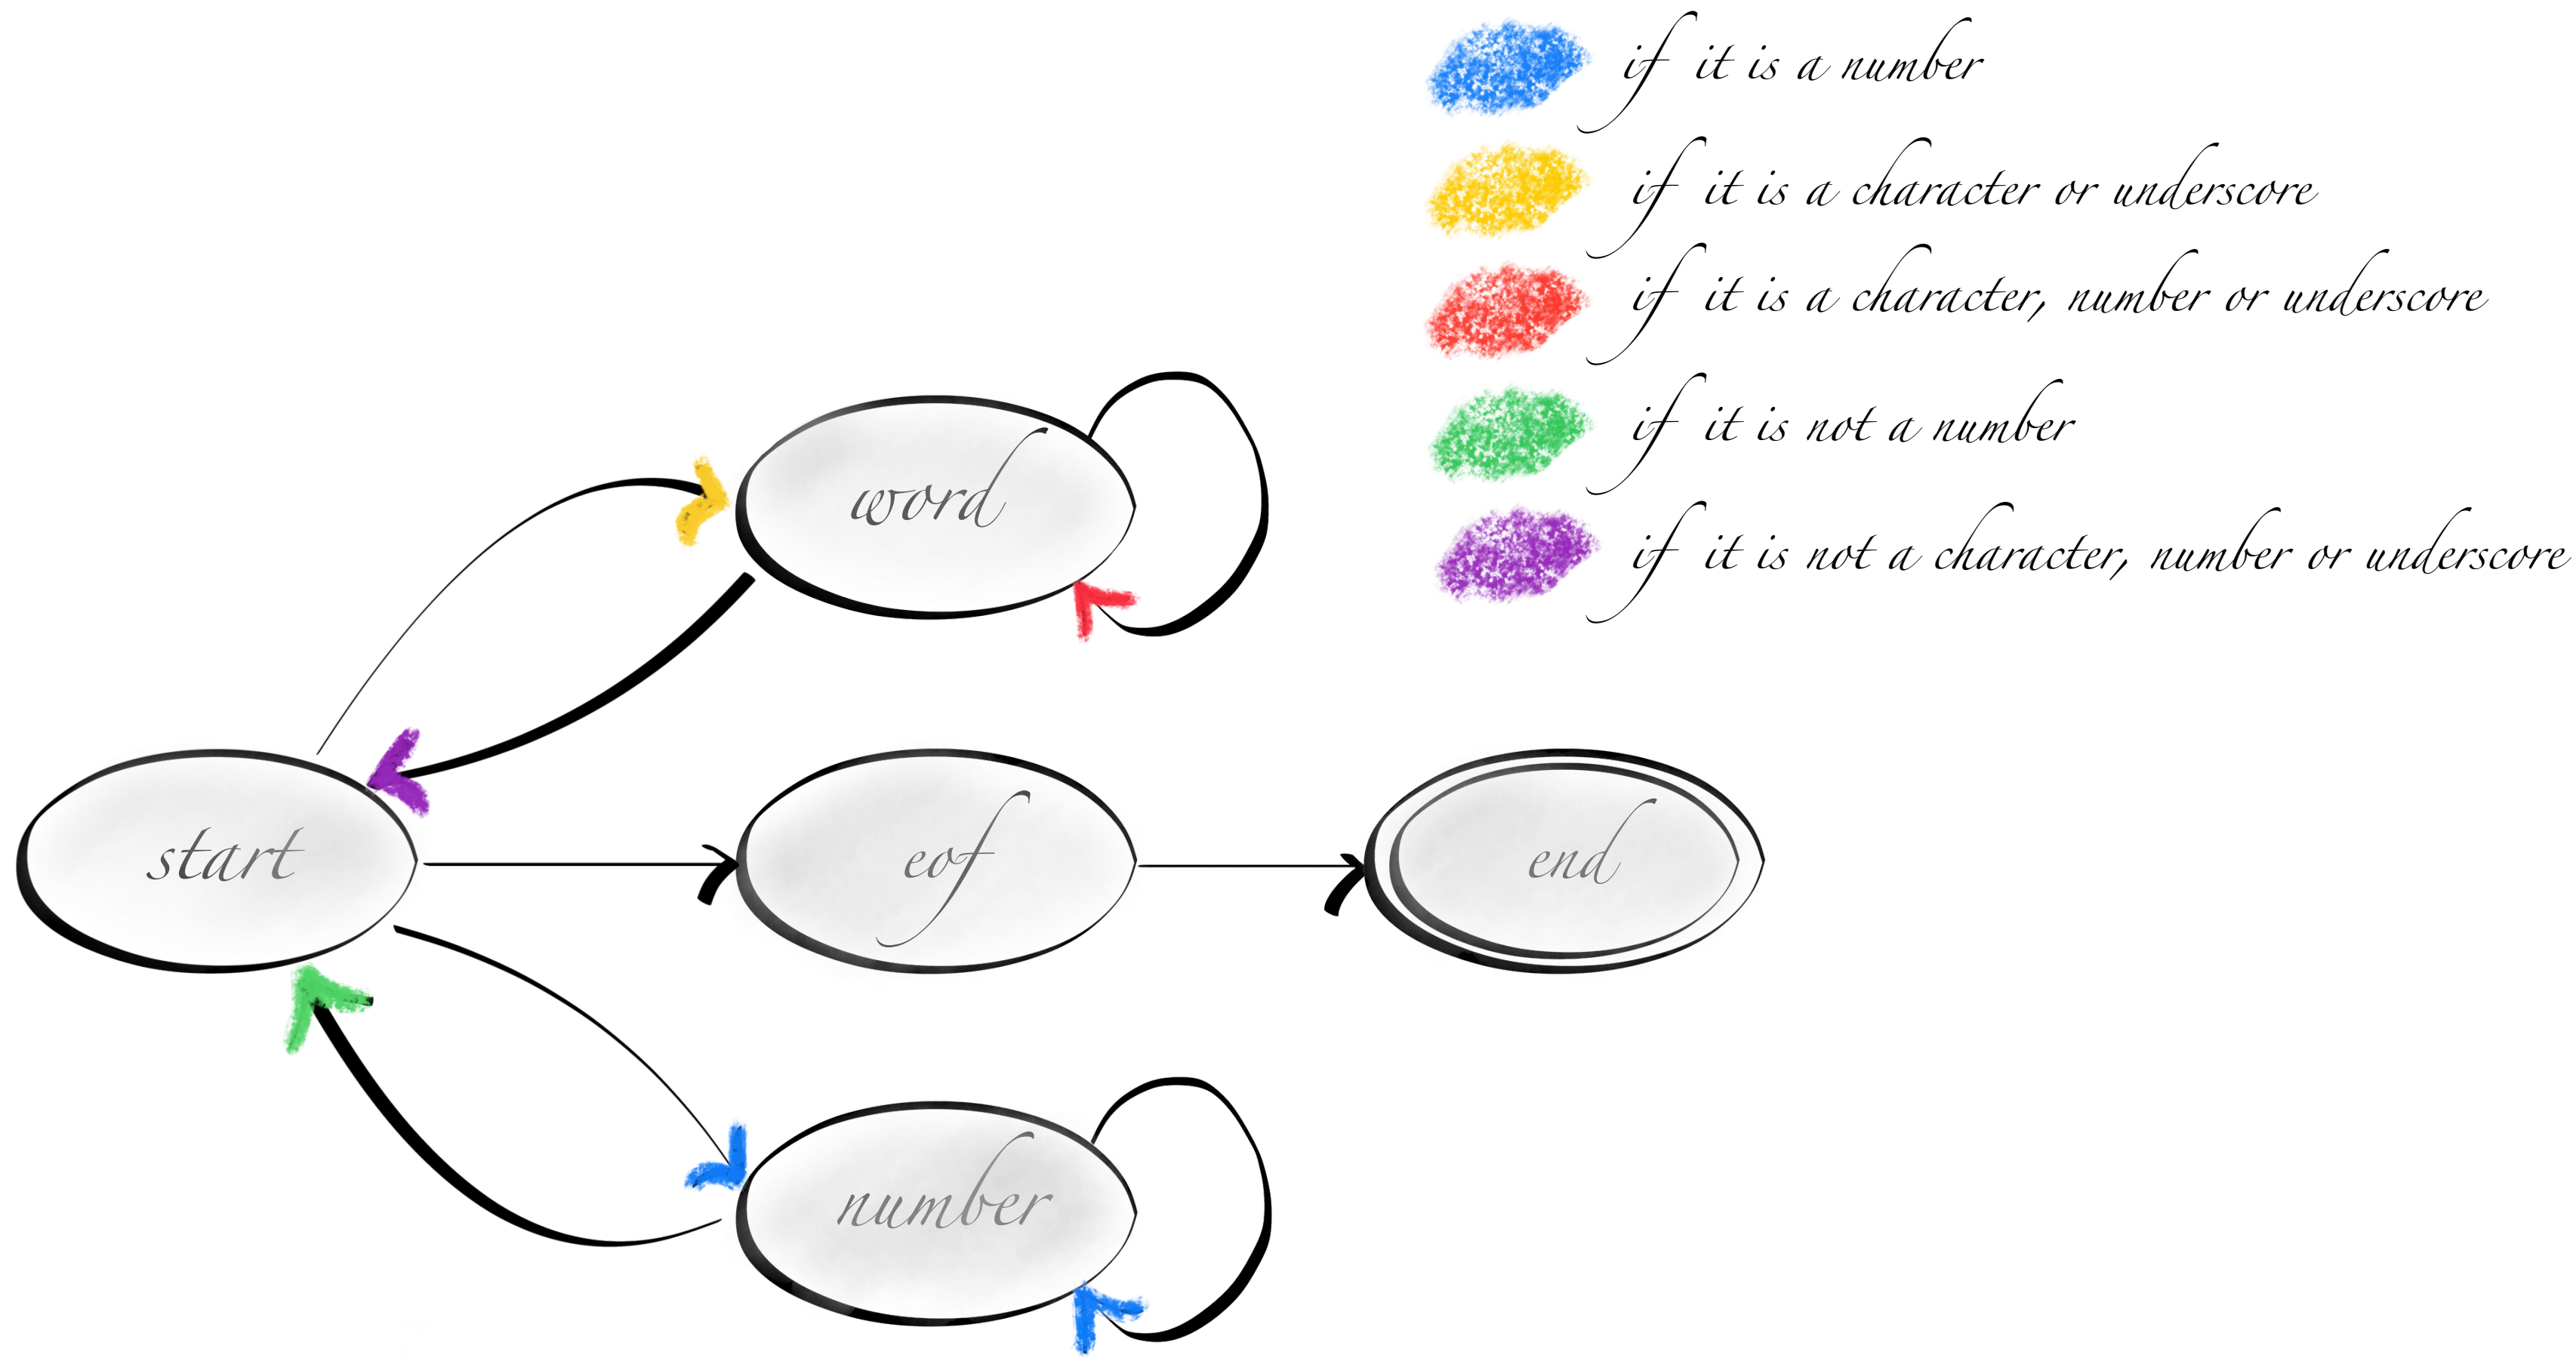 if it is a number
if it is a character or underscore
if it is a character, number or underscore
if it is not a number
if it is not a character, number or underscore
word
start
eof
end
number